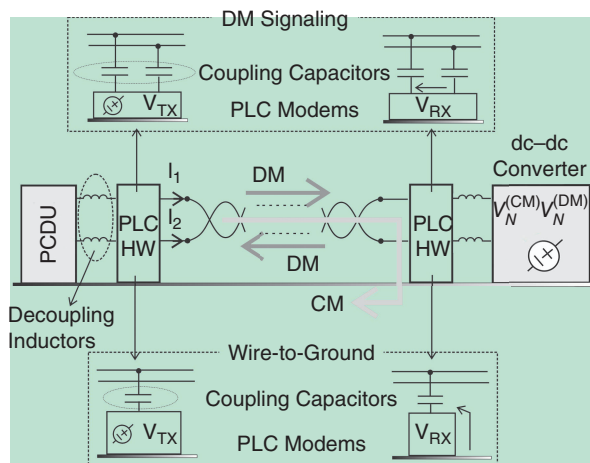 DM Signaling
Coupling Capacitors
V_TX
PLC Modems
V_RX
dc–dc
Converter
I_1
DM
V_N^(CM) V_N^(DM)
PCDU
PLC
HW
I_2
PLC
HW
DM
CM
Decoupling
Inductors
Wire-to-Ground
Coupling Capacitors
V_TX
PLC Modems
V_RX